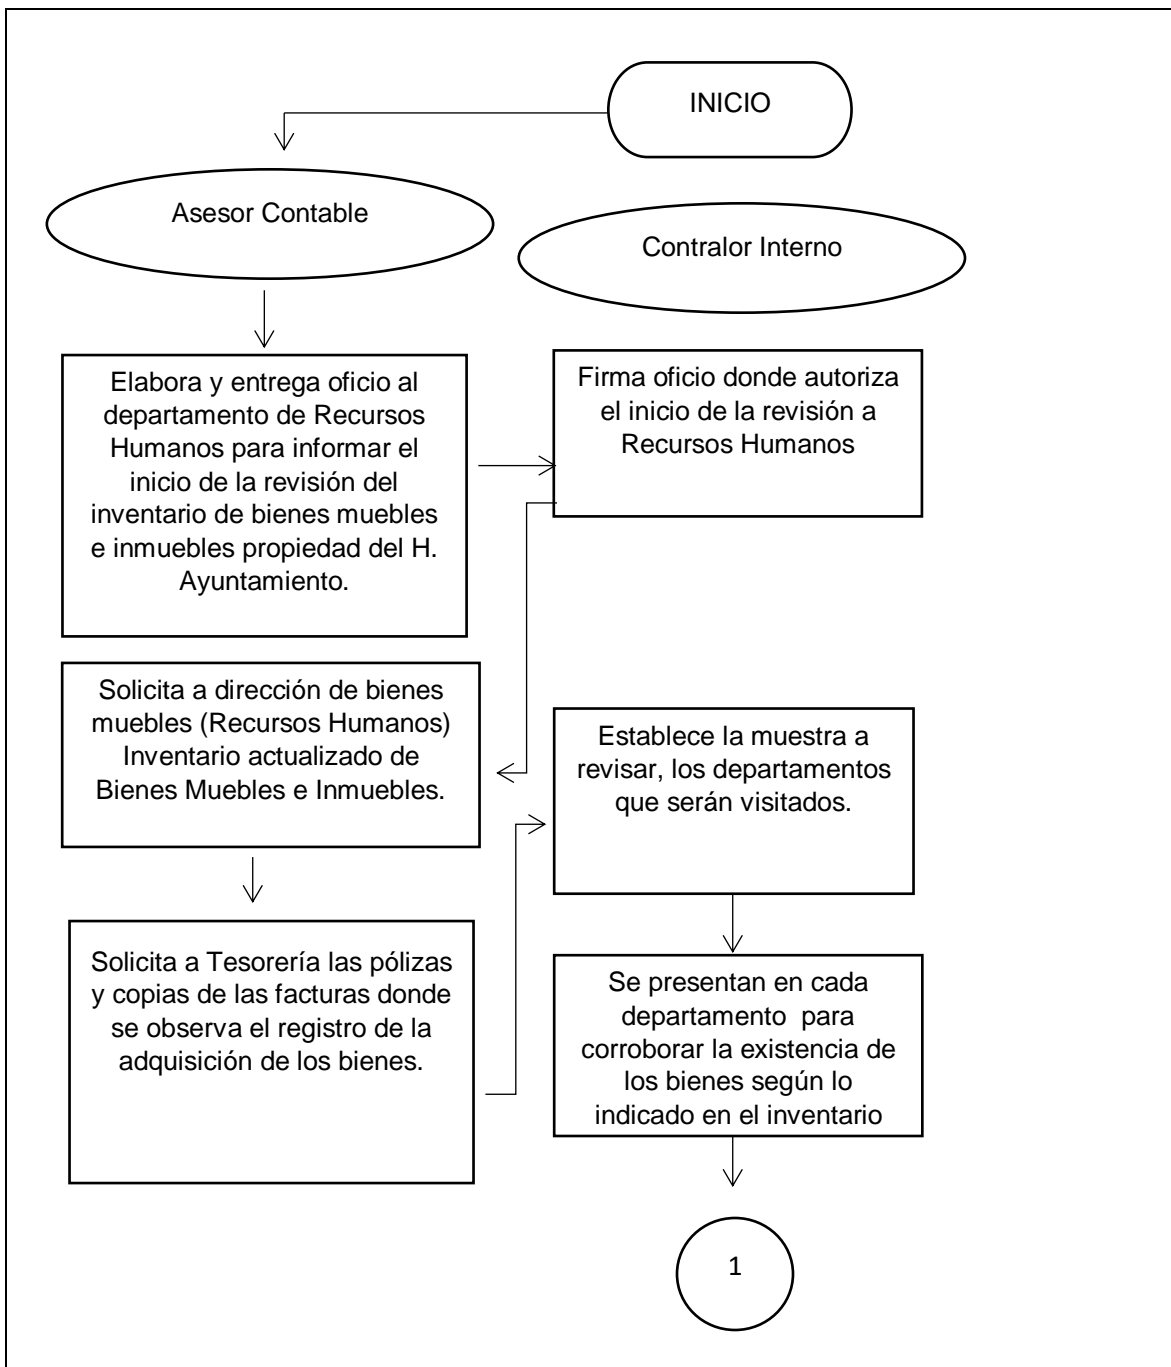 INICIO
Asesor Contable
Contralor Interno
Elabora y entrega oficio al
departamento de Recursos
Humanos para informar el
inicio de la revisión del
inventario de bienes muebles
e inmuebles propiedad del H.
Ayuntamiento.
Firma oficio donde autoriza
el inicio de la revisión a
Recursos Humanos
Solicita a dirección de bienes
muebles (Recursos Humanos)
Inventario actualizado de
Bienes Muebles e Inmuebles.
Solicita a Tesorería las pólizas
y copias de las facturas donde
se observa el registro de la
adquisición de los bienes.
Establece la muestra a
revisar, los departamentos
que serán visitados.
Se presentan en cada
departamento para
corroborar la existencia de
los bienes según lo
indicado en el inventario
1